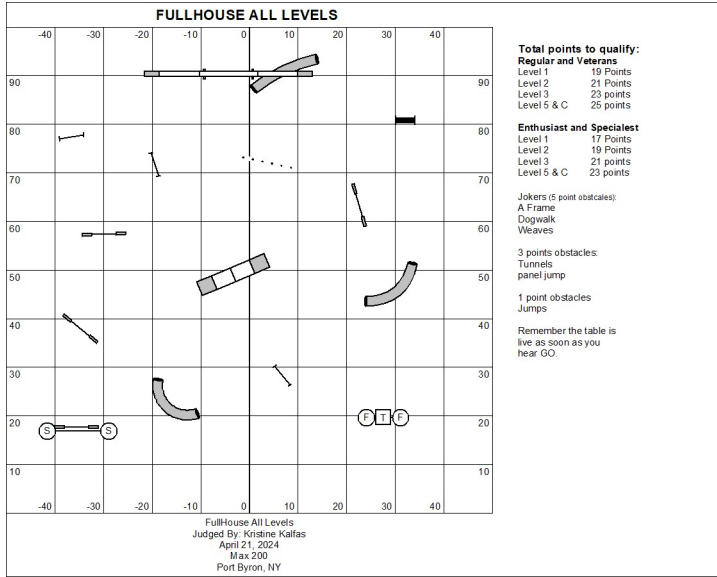 FULLHOUSE ALL LEVELS
-40 -30 -20 -10 0 10 20 30 40
90 90
80 80
70 70
60 60
50 50
40 40
30 30
20 20
S S F T F
10 10
-40 -30 -20 -10 0 10 20 30 40
FullHouse All Levels
Judged By: Kristine Kalfas
April 21, 2024
Max 200
Port Byron, NY
Total points to qualify:
Regular and Veterans
Level 1 19 Points
Level 2 21 Points
Level 3 23 points
Level 5 & C 25 points
Enthusiast and Specialest
Level 1 17 Points
Level 2 19 Points
Level 3 21 points
Level 5 & C 23 points
Jokers (5 point obstcales):
A Frame
Dogwalk
Weaves
3 points obstacles:
Tunnels
panel jump
1 point obstacles
Jumps
Remember the table is
live as soon as you
hear GO.